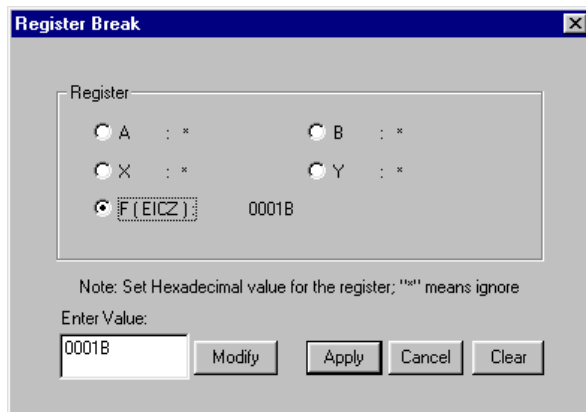 Register Break
Register
A : * B : *
X : * Y : *
F ( EICZ ) : 0001B
Note: Set Hexadecimal value for the register; "*" means ignore
Enter Value:
0001B Modify Apply Cancel Clear